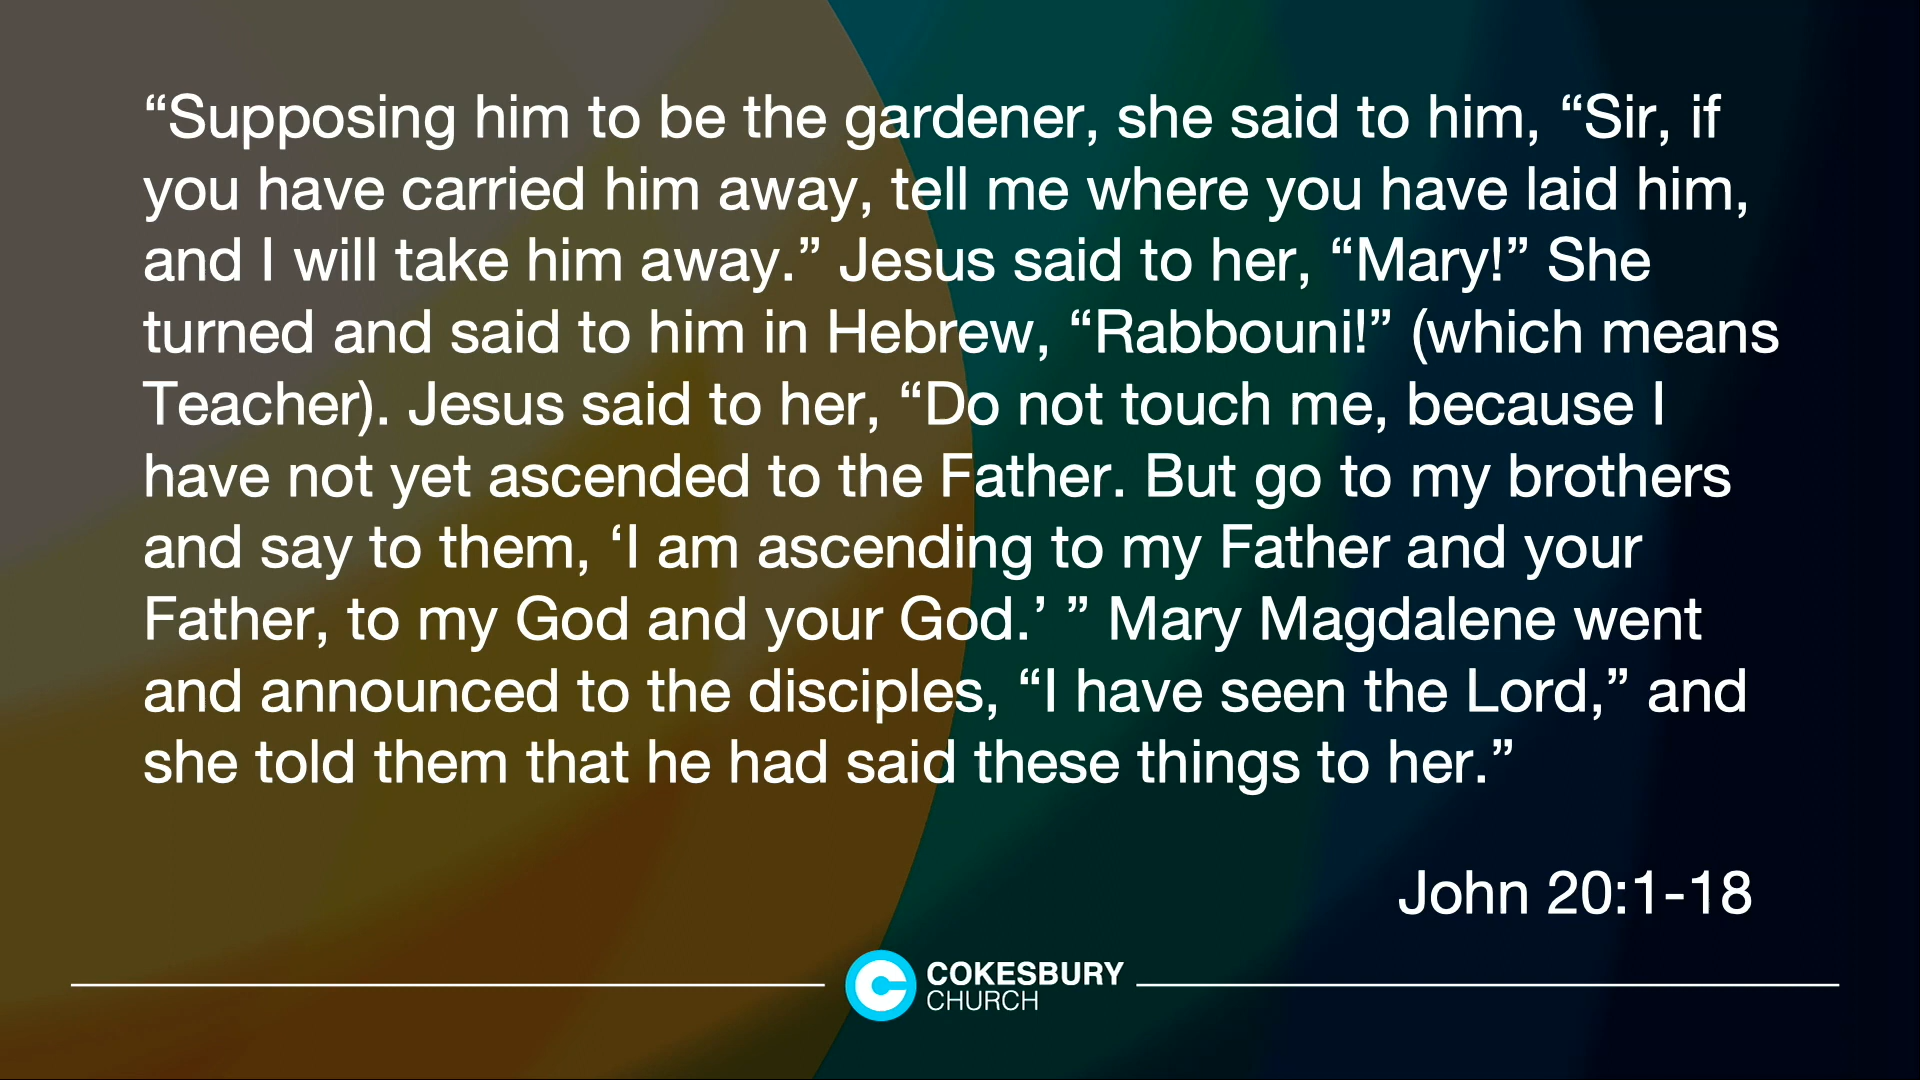 “Supposing him to be the gardener, she said to him, “Sir, if
you have carried him away, tell me where you have laid him,
and I will take him away.” Jesus said to her, “Mary!” She
turned and said to him in Hebrew, “Rabbouni!” (which means
Teacher). Jesus said to her, “Do not touch me, because I
have not yet ascended to the Father. But go to my brothers
and say to them, ‘I am ascending to my Father and your
Father, to my God and your God.’ ” Mary Magdalene went
and announced to the disciples, “I have seen the Lord,” and
she told them that he had said these things to her.”
John 20:1-18
COKESBURY
CHURCH